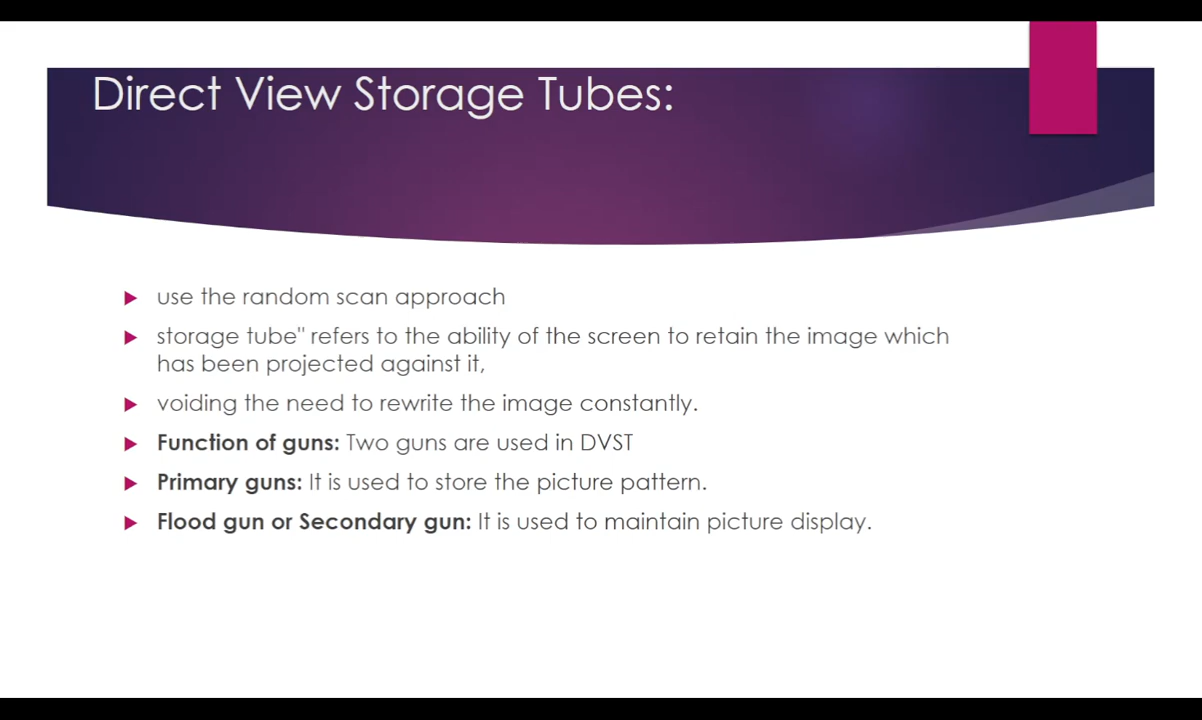 Direct View Storage Tubes:
use the random scan approach
storage tube" refers to the ability of the screen to retain the image which
has been projected against it,
voiding the need to rewrite the image constantly.
Function of guns: Two guns are used in DVST
Primary guns: It is used to store the picture pattern.
Flood gun or Secondary gun: It is used to maintain picture display.